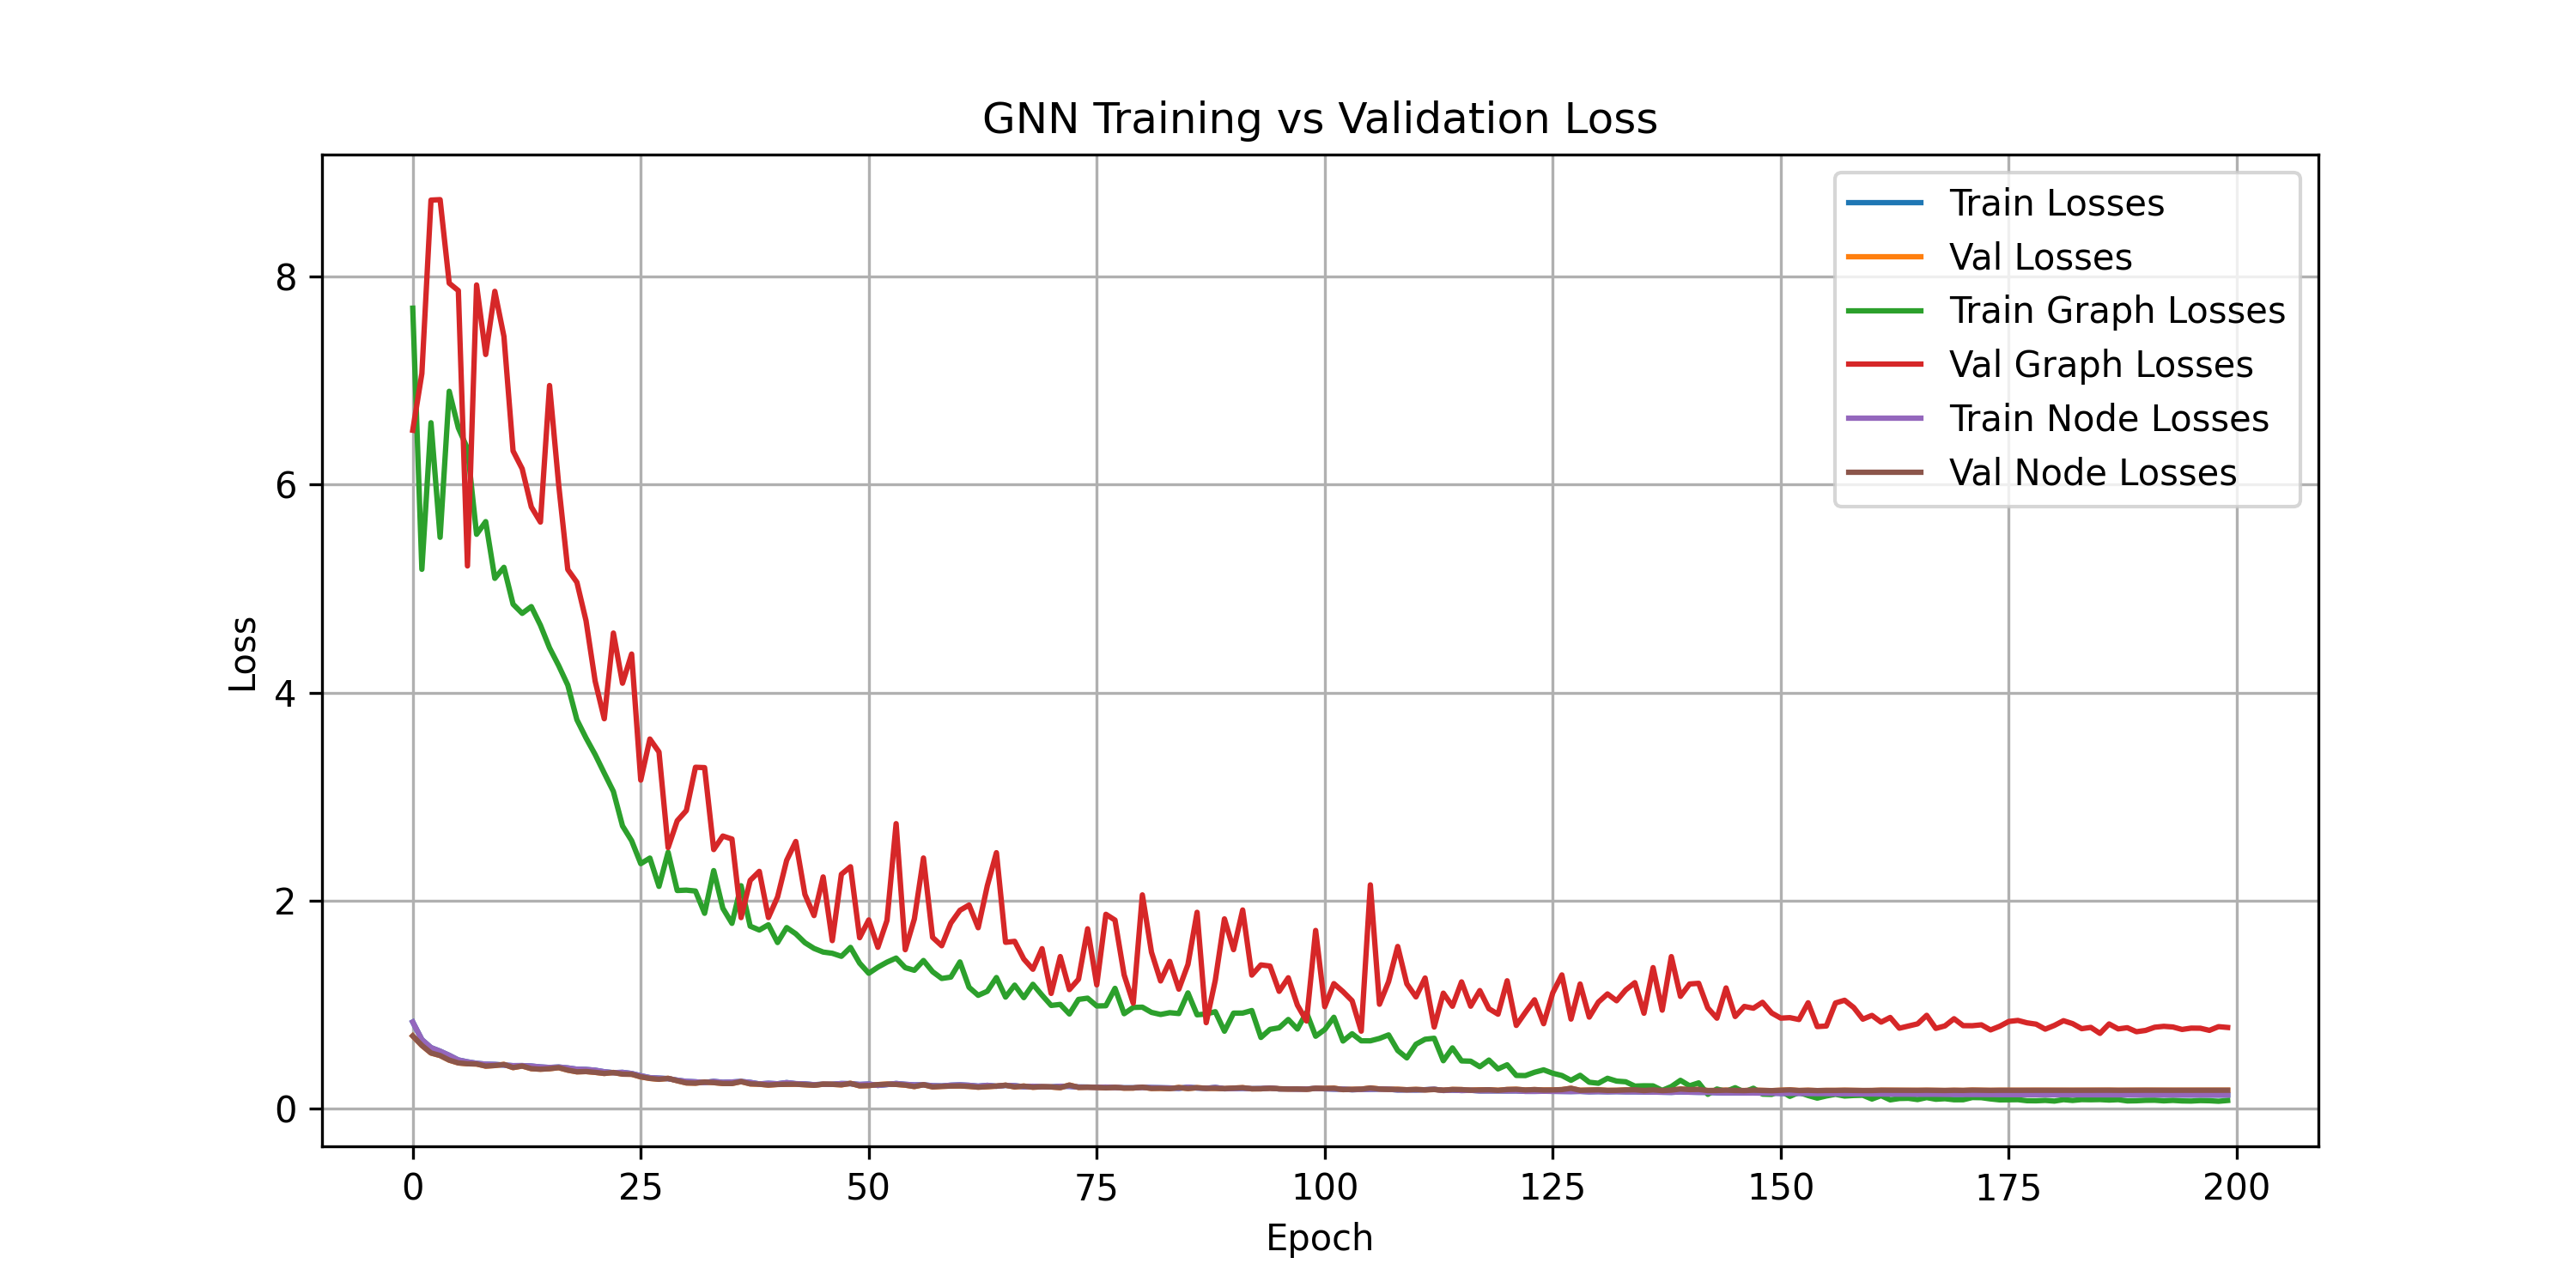 GNN Training vs Validation Loss
Train Losses
Val Losses
Train Graph Losses
Val Graph Losses
Train Node Losses
Val Node Losses
8
6
4
2
0
Loss
0 25 50 75 100 125 150 175 200
Epoch